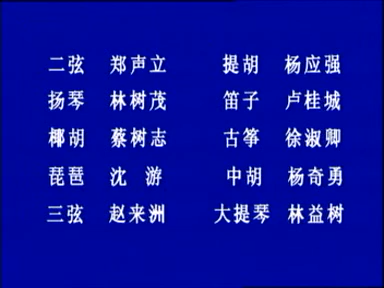 二弦 郑声立 提胡 杨应强
扬琴 林树茂 笛子 卢桂城
椰胡 蔡树志 古筝 徐淑卿
琵琶 沈 游 中胡 杨奇勇
三弦 赵来洲 大提琴 林益树